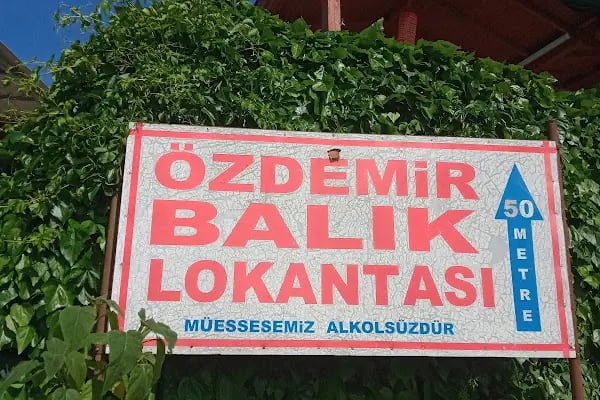 ÖZDEMİR
BALIK
LOKANTASI
MÜESSESEMİZ ALKOLSÜZDÜR
50
METRE